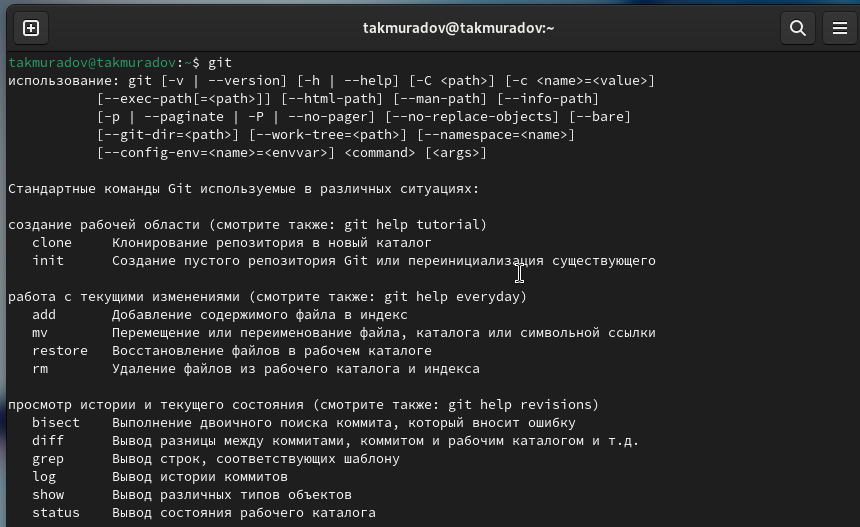 takmuradov@takmuradov:~
takmuradov@takmuradov:~$ git
использование: git [-v | --version] [-h | --help] [-C <path>] [-c <name>=<value>]
[--exec-path[=<path>]] [--html-path] [--man-path] [--info-path]
[-p | --paginate | -P | --no-pager] [--no-replace-objects] [--bare]
[--git-dir=<path>] [--work-tree=<path>] [--namespace=<name>]
[--config-env=<name>=<envvar>] <command> [<args>]
Стандартные команды Git используемые в различных ситуациях:
создание рабочей области (смотрите также: git help tutorial)
clone Клонирование репозитория в новый каталог
init Создание пустого репозитория Git или переинициализация существующего
работа с текущими изменениями (смотрите также: git help everyday)
add Добавление содержимого файла в индекс
mv Перемещение или переименование файла, каталога или символьной ссылки
restore Восстановление файлов в рабочем каталоге
rm Удаление файлов из рабочего каталога и индекса
просмотр истории и текущего состояния (смотрите также: git help revisions)
bisect Выполнение двоичного поиска коммита, который вносит ошибку
diff Вывод разницы между коммитами, коммитом и рабочим каталогом и т.д.
grep Вывод строк, соответствующих шаблону
log Вывод истории коммитов
show Вывод различных типов объектов
status Вывод состояния рабочего каталога